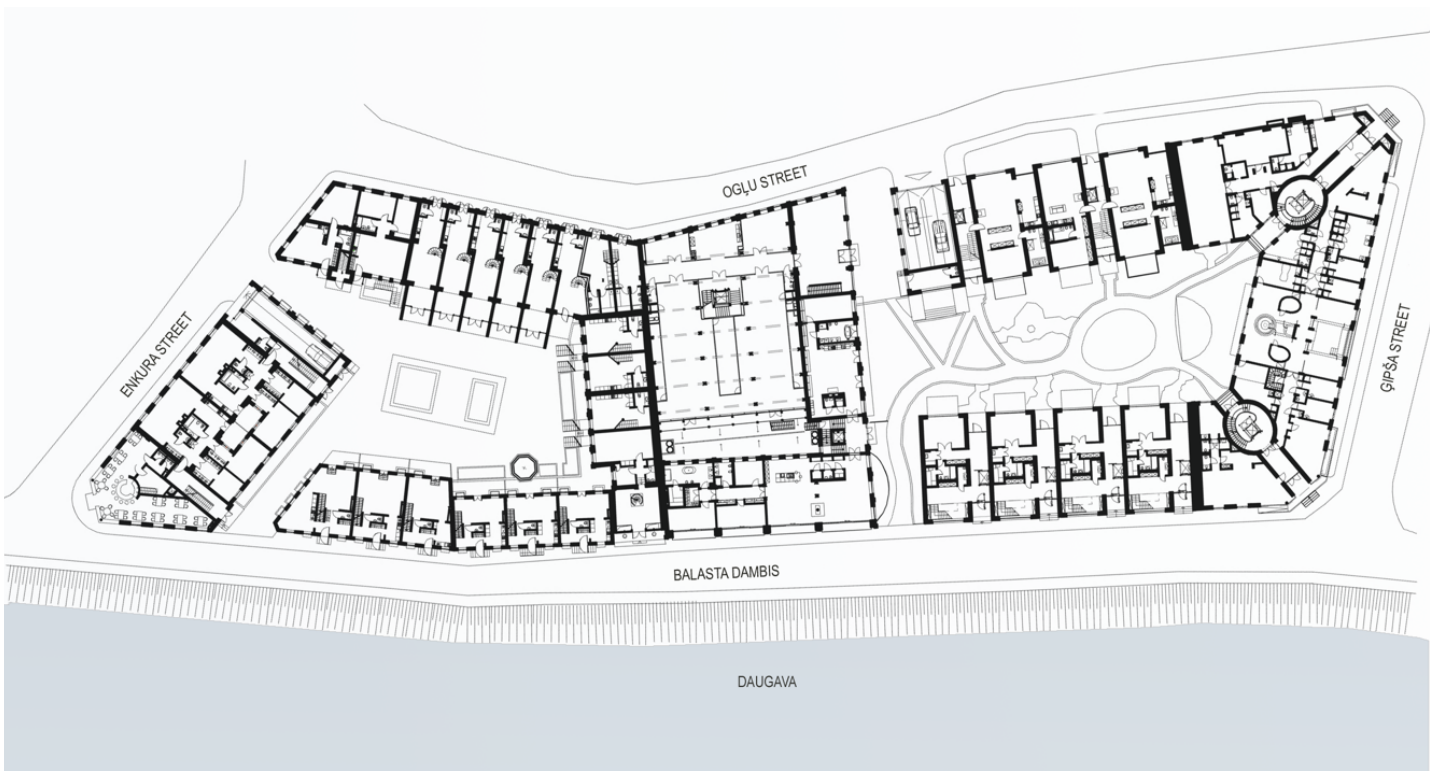 OGĻU STREET
ENKURA STREET
ĢIPŠA STREET
BALASTA DAMBIS
DAUGAVA